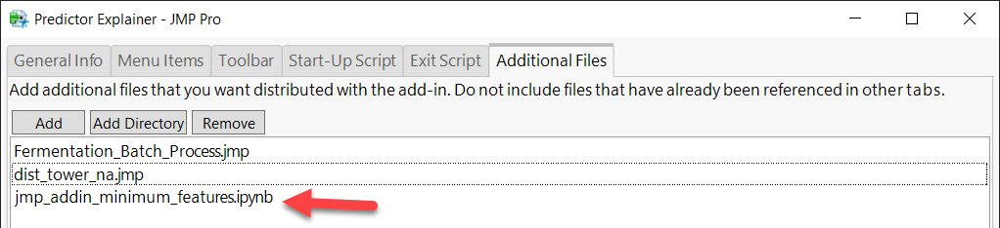 Predictor Explainer - JMP Pro
General Info Menu Items Toolbar Start-Up Script Exit Script Additional Files
Add additional files that you want distributed with the add-in. Do not include files that have already been referenced in other tabs.
Add Add Directory Remove
Fermentation_Batch_Process.jmp
dist_tower_na.jmp
jmp_addin_minimum_features.ipynb